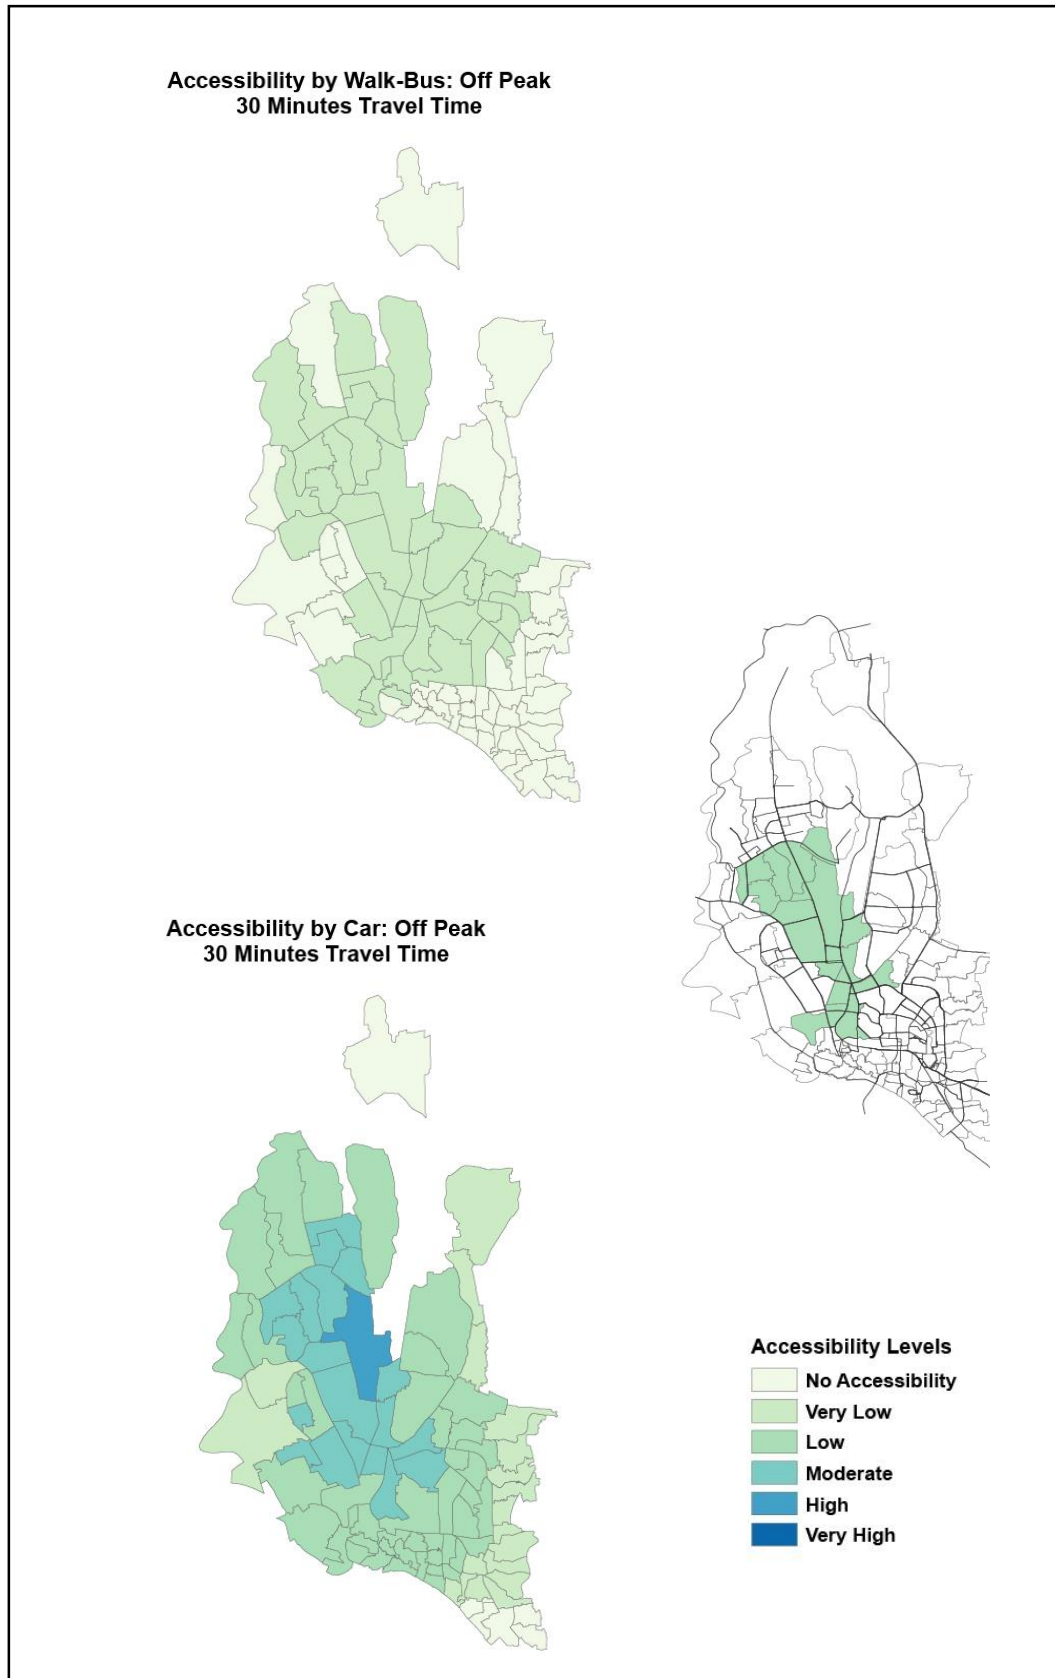 Accessibility by Walk-Bus: Off Peak
30 Minutes Travel Time
Accessibility by Car: Off Peak
30 Minutes Travel Time
Accessibility Levels
No Accessibility
Very Low
Low
Moderate
High
Very High